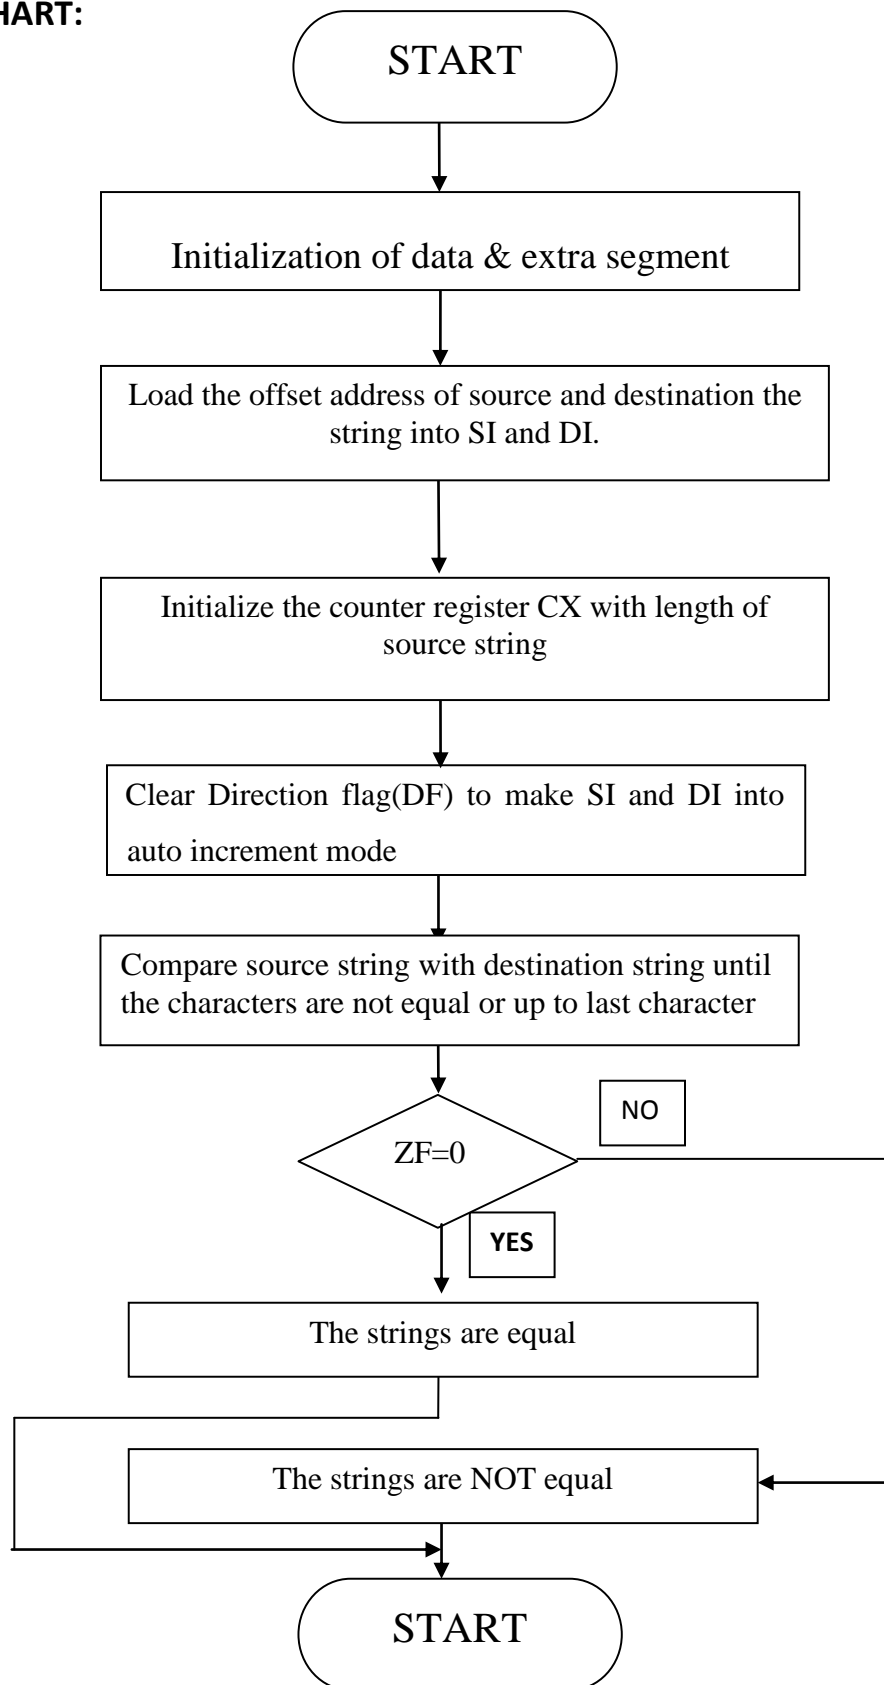 HART:
START
Initialization of data & extra segment
Load the offset address of source and destination the
string into SI and DI.
Initialize the counter register CX with length of
source string
Clear Direction flag(DF) to make SI and DI into
auto increment mode
Compare source string with destination string until
the characters are not equal or up to last character
NO
ZF=0
YES
The strings are equal
The strings are NOT equal
START